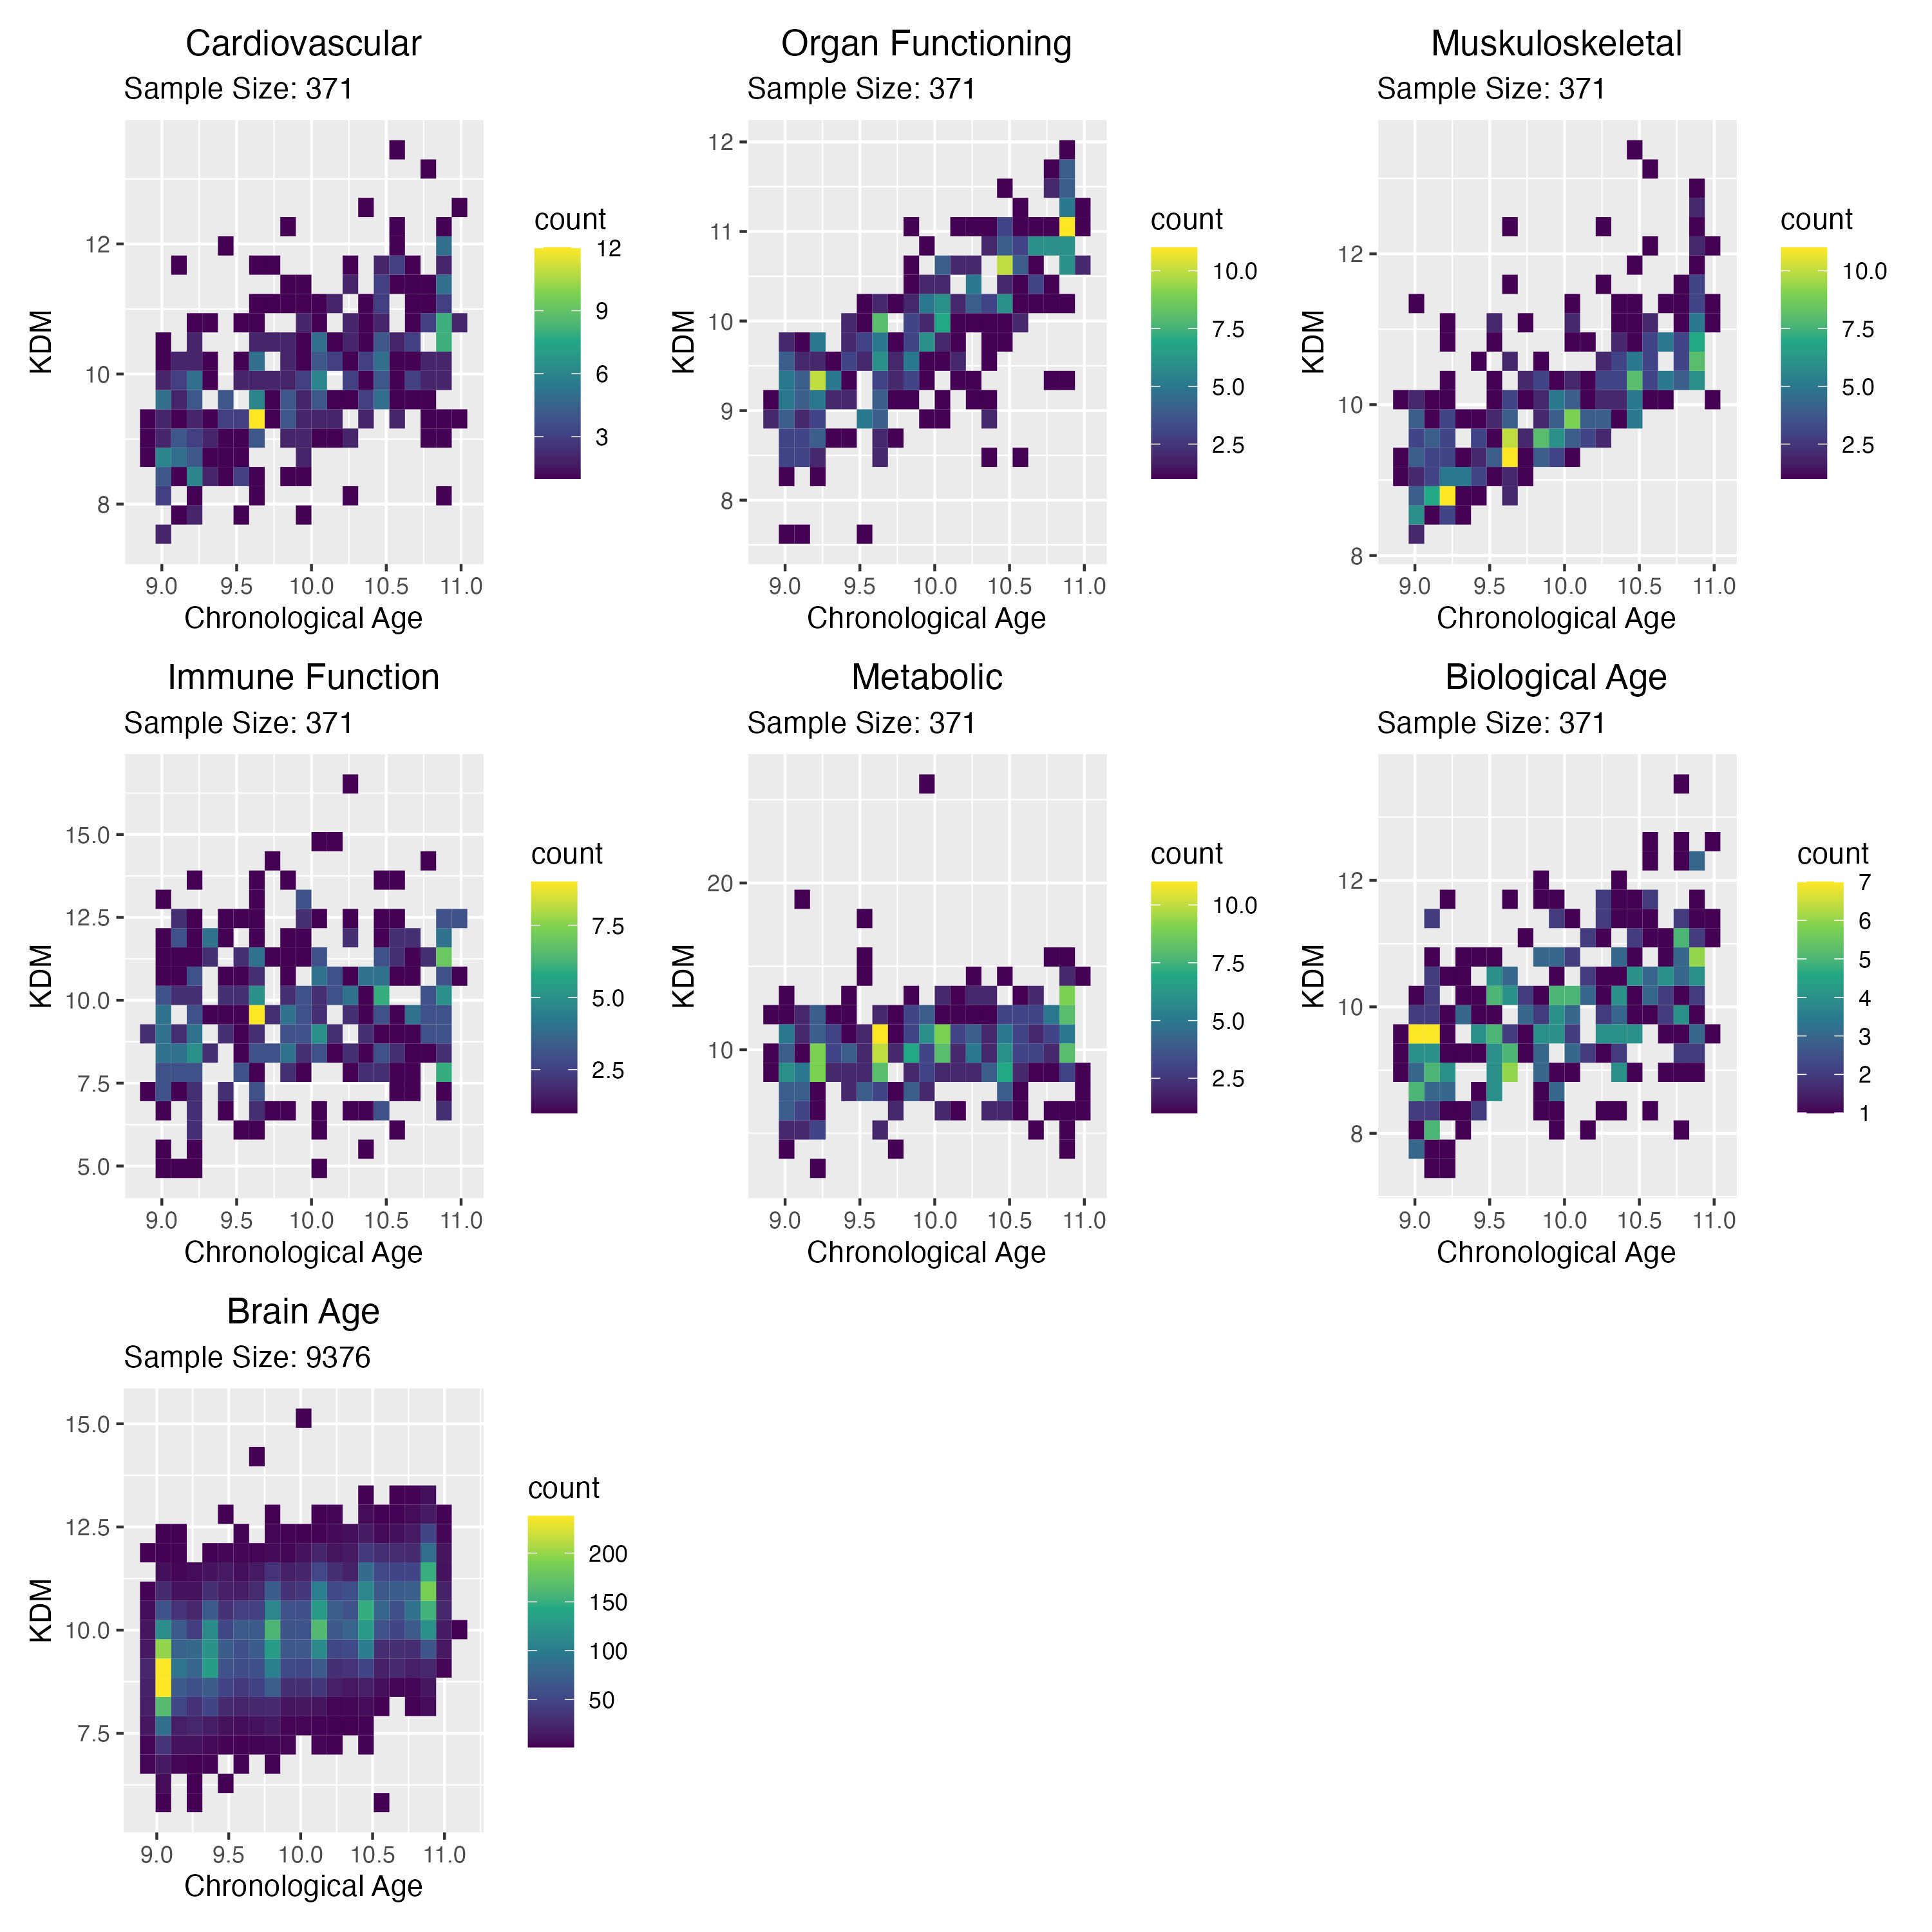 Cardiovascular
Sample Size: 371
KDM
12
10
8
9.0 9.5 10.0 10.5 11.0
Chronological Age
count
12
9
6
3
Organ Functioning
Sample Size: 371
KDM
12
11
10
9
8
9.0 9.5 10.0 10.5 11.0
Chronological Age
count
10.0
7.5
5.0
2.5
Muskuloskeletal
Sample Size: 371
KDM
12
10
8
9.0 9.5 10.0 10.5 11.0
Chronological Age
count
10.0
7.5
5.0
2.5
Immune Function
Sample Size: 371
KDM
15.0
12.5
10.0
7.5
5.0
9.0 9.5 10.0 10.5 11.0
Chronological Age
count
7.5
5.0
2.5
Metabolic
Sample Size: 371
KDM
20
10
9.0 9.5 10.0 10.5 11.0
Chronological Age
count
10.0
7.5
5.0
2.5
Biological Age
Sample Size: 371
KDM
12
10
8
9.0 9.5 10.0 10.5 11.0
Chronological Age
count
7
6
5
4
3
2
1
Brain Age
Sample Size: 9376
KDM
15.0
12.5
10.0
7.5
9.0 9.5 10.0 10.5 11.0
Chronological Age
count
200
150
100
50